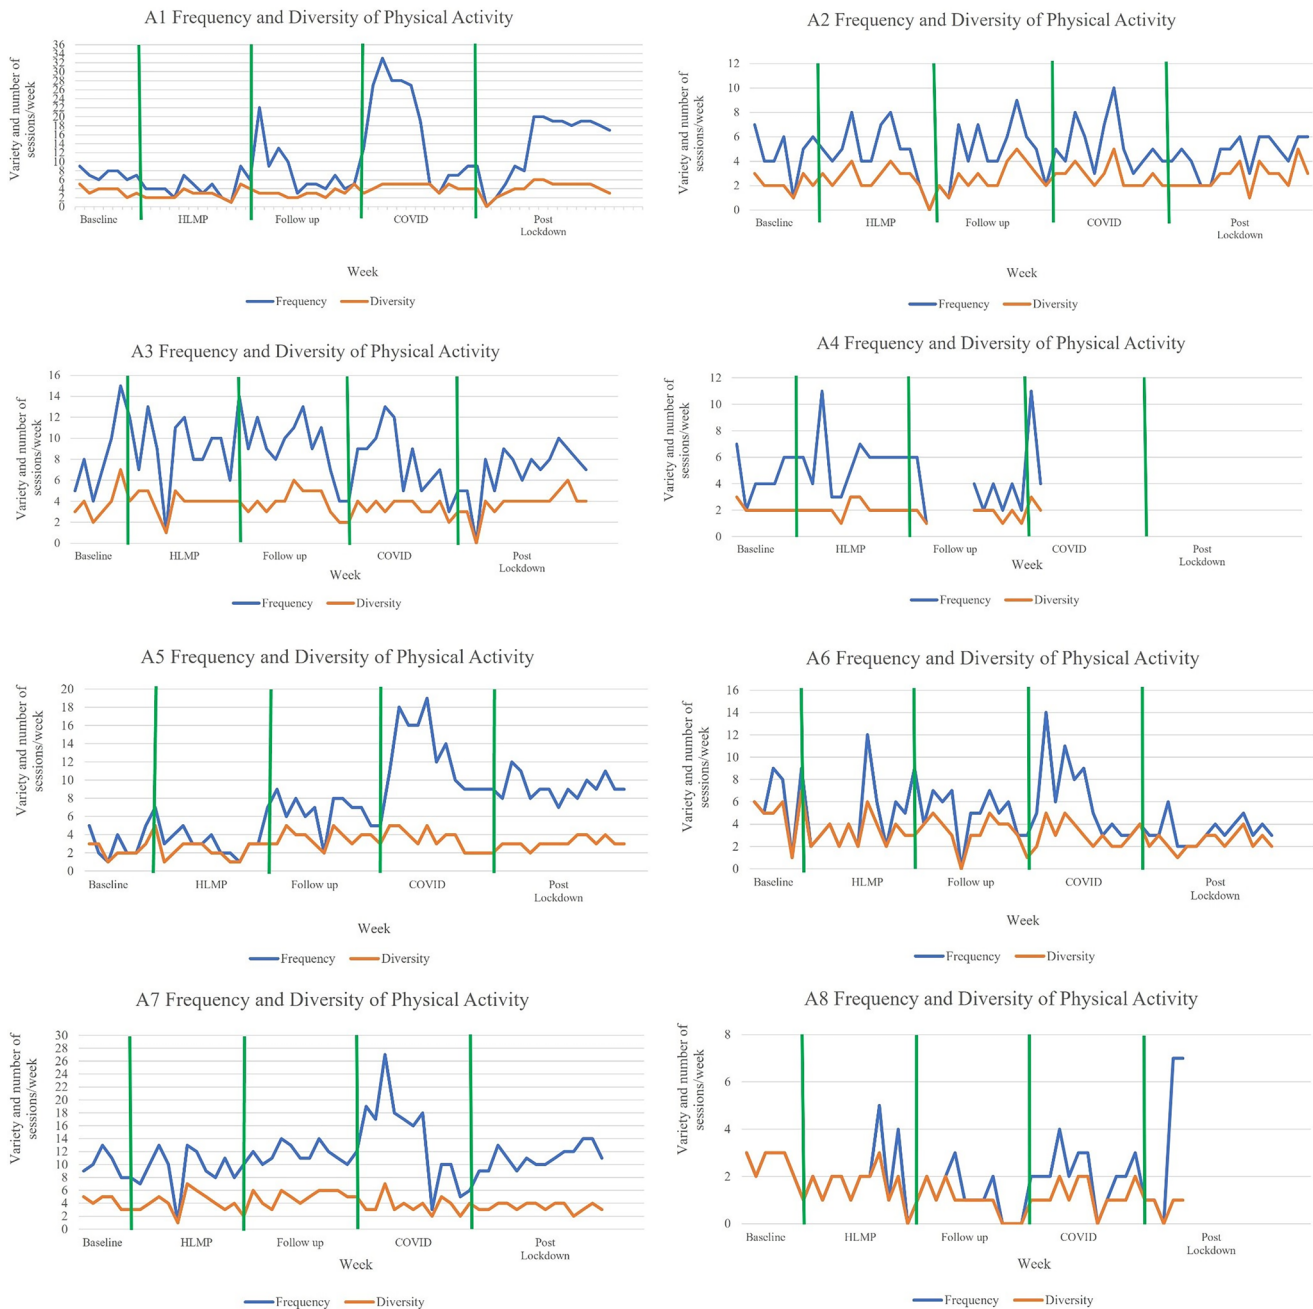 A1 Frequency and Diversity of Physical Activity
Variety and number of
sessions/week
36
34
32
30
28
26
24
22
20
18
16
14
12
10
8
6
4
2
0
Baseline HLMP Follow up COVID Post
Lockdown
Week
Frequency Diversity
A2 Frequency and Diversity of Physical Activity
Variety and number of
sessions/week
12
10
8
6
4
2
0
Baseline HLMP Follow up COVID Post
Lockdown
Week
Frequency Diversity
A3 Frequency and Diversity of Physical Activity
Variety and number of
sessions/week
16
14
12
10
8
6
4
2
0
Baseline HLMP Follow up COVID Post
Lockdown
Week
Frequency Diversity
A4 Frequency and Diversity of Physical Activity
Variety and number of
sessions/week
12
10
8
6
4
2
0
Baseline HLMP Follow up COVID Post
Lockdown
Week
Frequency Diversity
A5 Frequency and Diversity of Physical Activity
Variety and number of
sessions/week
20
18
16
14
12
10
8
6
4
2
0
Baseline HLMP Follow up COVID Post
Lockdown
Week
Frequency Diversity
A6 Frequency and Diversity of Physical Activity
Variety and number of
sessions/week
16
14
12
10
8
6
4
2
0
Baseline HLMP Follow up COVID Post
Lockdown
Week
Frequency Diversity
A7 Frequency and Diversity of Physical Activity
Variety and number of
sessions/week
30
28
26
24
22
20
18
16
14
12
10
8
6
4
2
0
Baseline HLMP Follow up COVID Post
Lockdown
Week
Frequency Diversity
A8 Frequency and Diversity of Physical Activity
Variety and number of
sessions/week
8
6
4
2
0
Baseline HLMP Follow up COVID Post
Lockdown
Week
Frequency Diversity